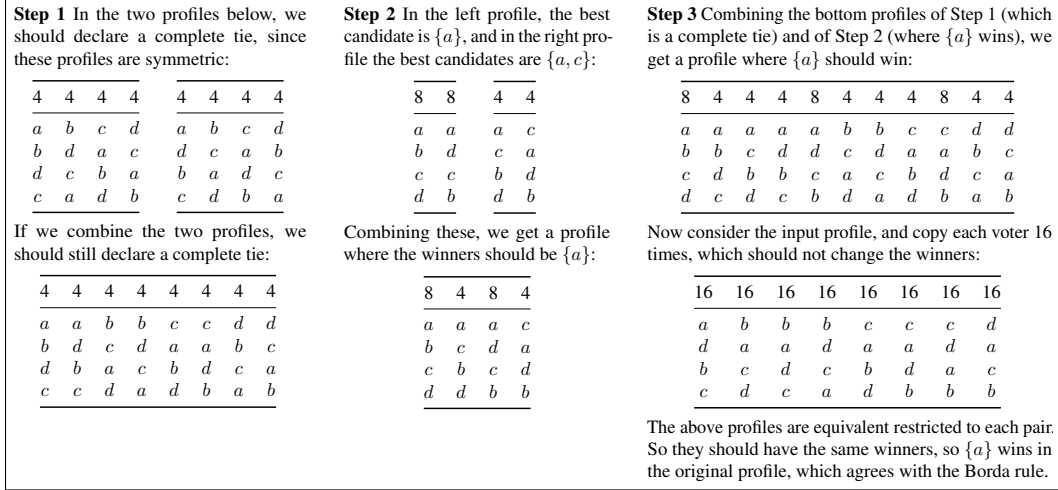 Step 1 In the two profiles below, we
should declare a complete tie, since
these profiles are symmetric:
4 4 4 4 4 4 4 4
a b c d a b c d
b d a c d c a b
d c b a b a d c
c a d b c d b a
If we combine the two profiles, we
should still declare a complete tie:
4 4 4 4 4 4 4 4
a a b b c c d d
b d c d a a b c
d b a c b d c a
c c d a d b a b
Step 2 In the left profile, the best
candidate is {a}, and in the right pro-
file the best candidates are {a, c}:
8 8 4 4
a a a c
b d c a
c c b d
d b d b
Combining these, we get a profile
where the winners should be {a}:
8 4 8 4
a a a c
b c d a
c b c d
d d b b
Step 3 Combining the bottom profiles of Step 1 (which
is a complete tie) and of Step 2 (where {a} wins), we
get a profile where {a} should win:
8 4 4 4 8 4 4 4 8 4 4
a a a a a b b c c d d
b b c d d c d a a b c
c d b b c a c b d c a
d c d c b d a d b a b
Now consider the input profile, and copy each voter 16
times, which should not change the winners:
16 16 16 16 16 16 16 16
a b b b c c c d
d a a d a a d a
b c d c b d a c
c d c a d b b b
The above profiles are equivalent restricted to each pair.
So they should have the same winners, so {a} wins in
the original profile, which agrees with the Borda rule.